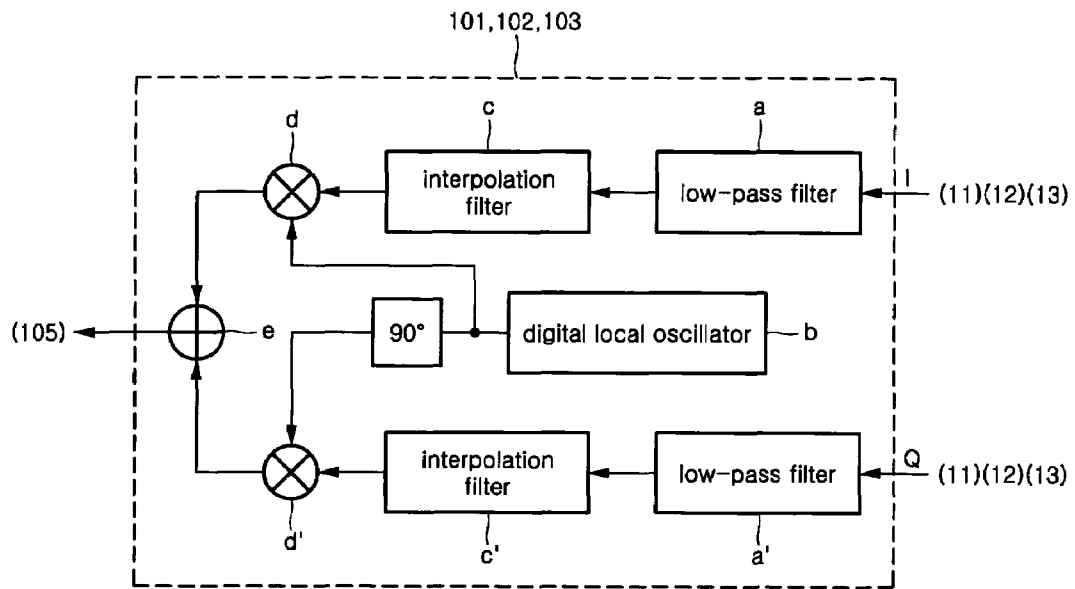 101,102,103
d
c
a
interpolation
filter
low-pass filter
I
(11)(12)(13)
(105)
e
90°
digital local oscillator
b
interpolation
filter
low-pass filter
Q
(11)(12)(13)
d'
c'
a'